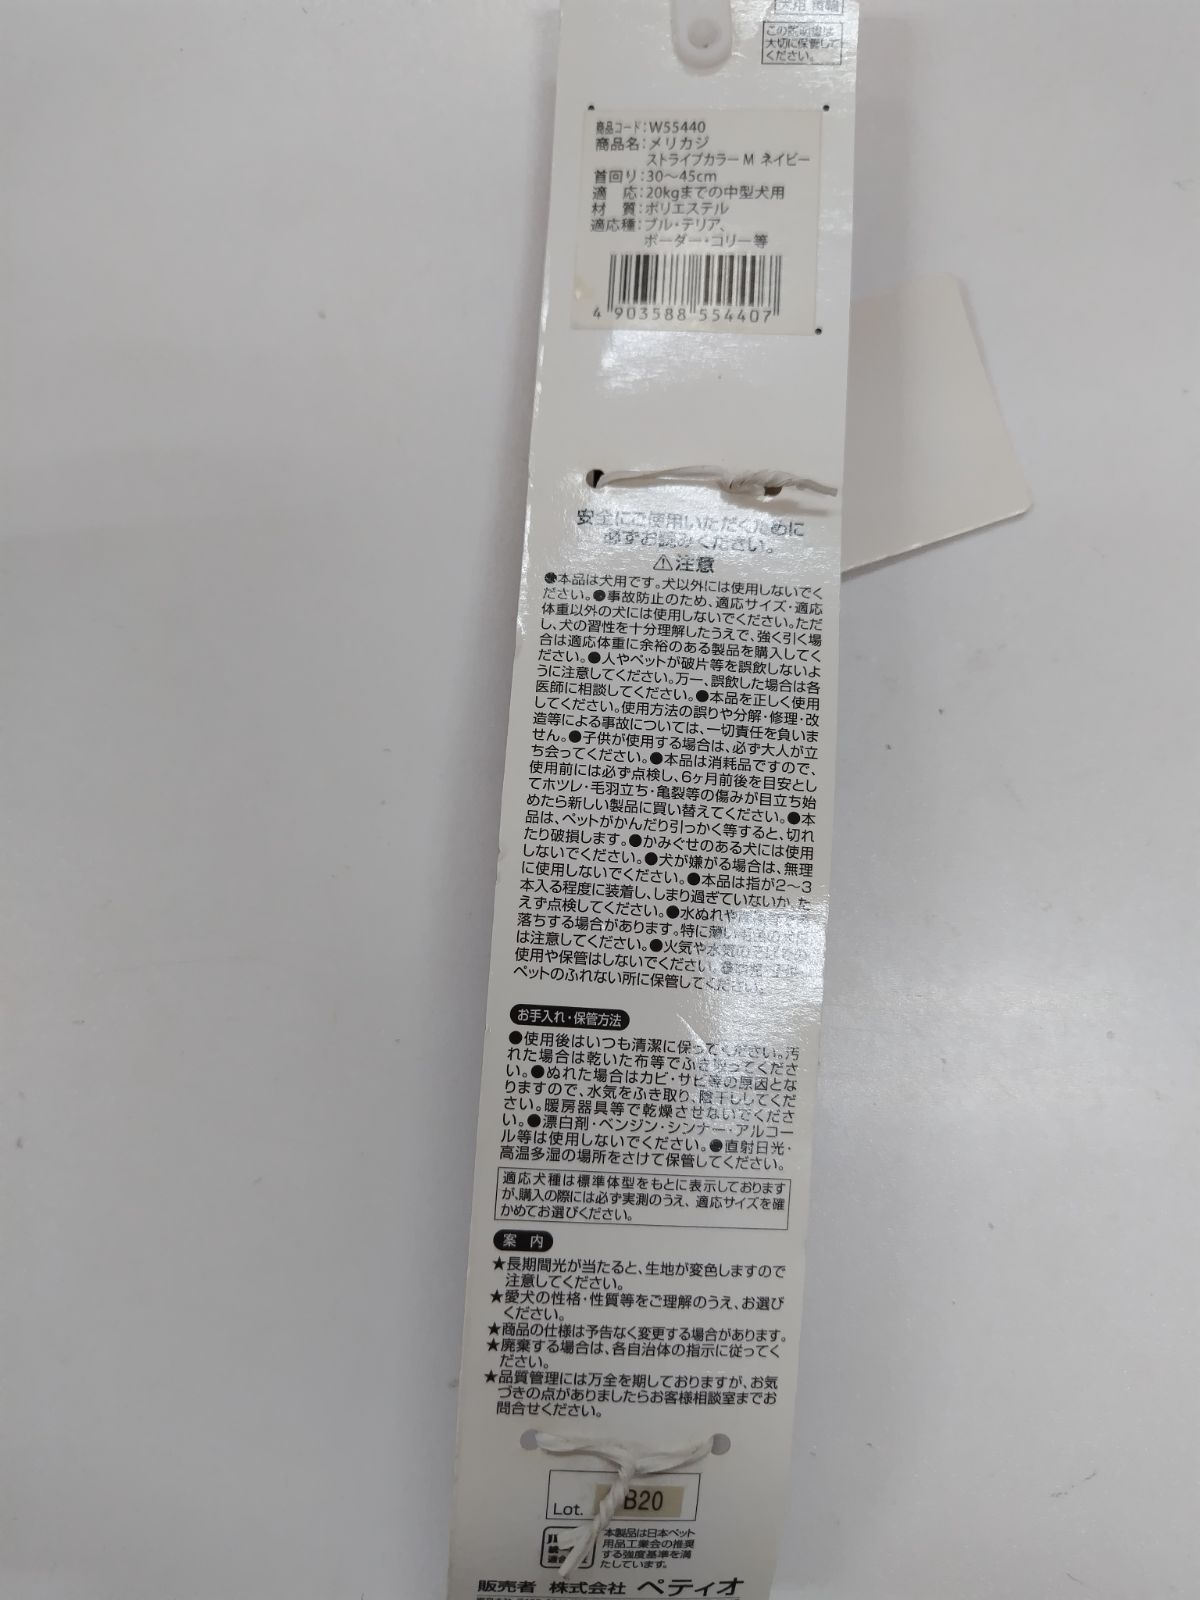 犬用 首輪
この説明書は
大切に保管して
ください。
商品コード：W55440
商品名：メリカジ
ストライプカラー M ネイビー
首回り：30〜45cm
適　応：20kgまでの中型犬用
材　質：ポリエステル
適応種：ブル・テリア、
ボーダー・コリー等
4 903588 554407
安全にご使用いただくために
必ずお読みください。
⚠注意
●本品は犬用です。犬以外には使用しないでく
ださい。●事故防止のため、適応サイズ・適応
体重以外の犬には使用しないでください。ただ
し、犬の習性を十分理解したうえで、強く引く場
合は適応体重に余裕のある製品を購入してく
ださい。●人やペットが破片等を誤飲しないよ
うに注意してください。万一、誤飲した場合は各
医師に相談してください。●本品を正しく使用
してください。使用方法の誤りや分解・修理・改
造等による事故については、一切責任を負いま
せん。●子供が使用する場合は、必ず大人が立
ち会ってください。●本品は消耗品ですので、
使用前には必ず点検し、6ヶ月前後を目安とし
てホツレ・毛羽立ち・亀裂等の傷みが目立ち始
めたら新しい製品に買い替えてください。●本
品は、ペットがかんだり引っかく等すると、切れ
たり破損します。●かみぐせのある犬には使用
しないでください。●犬が嫌がる場合は、無理
に使用しないでください。●本品は指が2〜3
本入る程度に装着し、しまり過ぎていないか、た
えず点検してください。●水ぬれや
落ちする場合があります。特に薄い
は注意してください。●火気や水気の
使用や保管はしないでください。
ペットのふれない所に保管してください。
お手入れ・保管方法
●使用後はいつも清潔に保ってください。汚
れた場合は乾いた布等でふき取ってくださ
い。●ぬれた場合はカビ・サビ等の原因とな
りますので、水気をふき取り、陰干ししてくだ
さい。暖房器具等で乾燥させないでくださ
い。●漂白剤・ベンジン・シンナー・アルコー
ル等は使用しないでください。●直射日光・
高温多湿の場所をさけて保管してください。
適応犬種は標準体型をもとに表示しております
が、購入の際には必ず実測のうえ、適応サイズを確
かめてお選びください。
案 内
★長期間光が当たると、生地が変色しますので
注意してください。
★愛犬の性格・性質等をご理解のうえ、お選び
ください。
★商品の仕様は予告なく変更する場合があります。
★廃棄する場合は、各自治体の指示に従ってく
ださい。
★品質管理には万全を期しておりますが、お気
づきの点がありましたらお客様相談室までお
問合せください。
Lot. B20
本製品は日本ペット
用品工業会の推奨
する強度基準を満
たしています。
販売者 株式会社 ペティオ